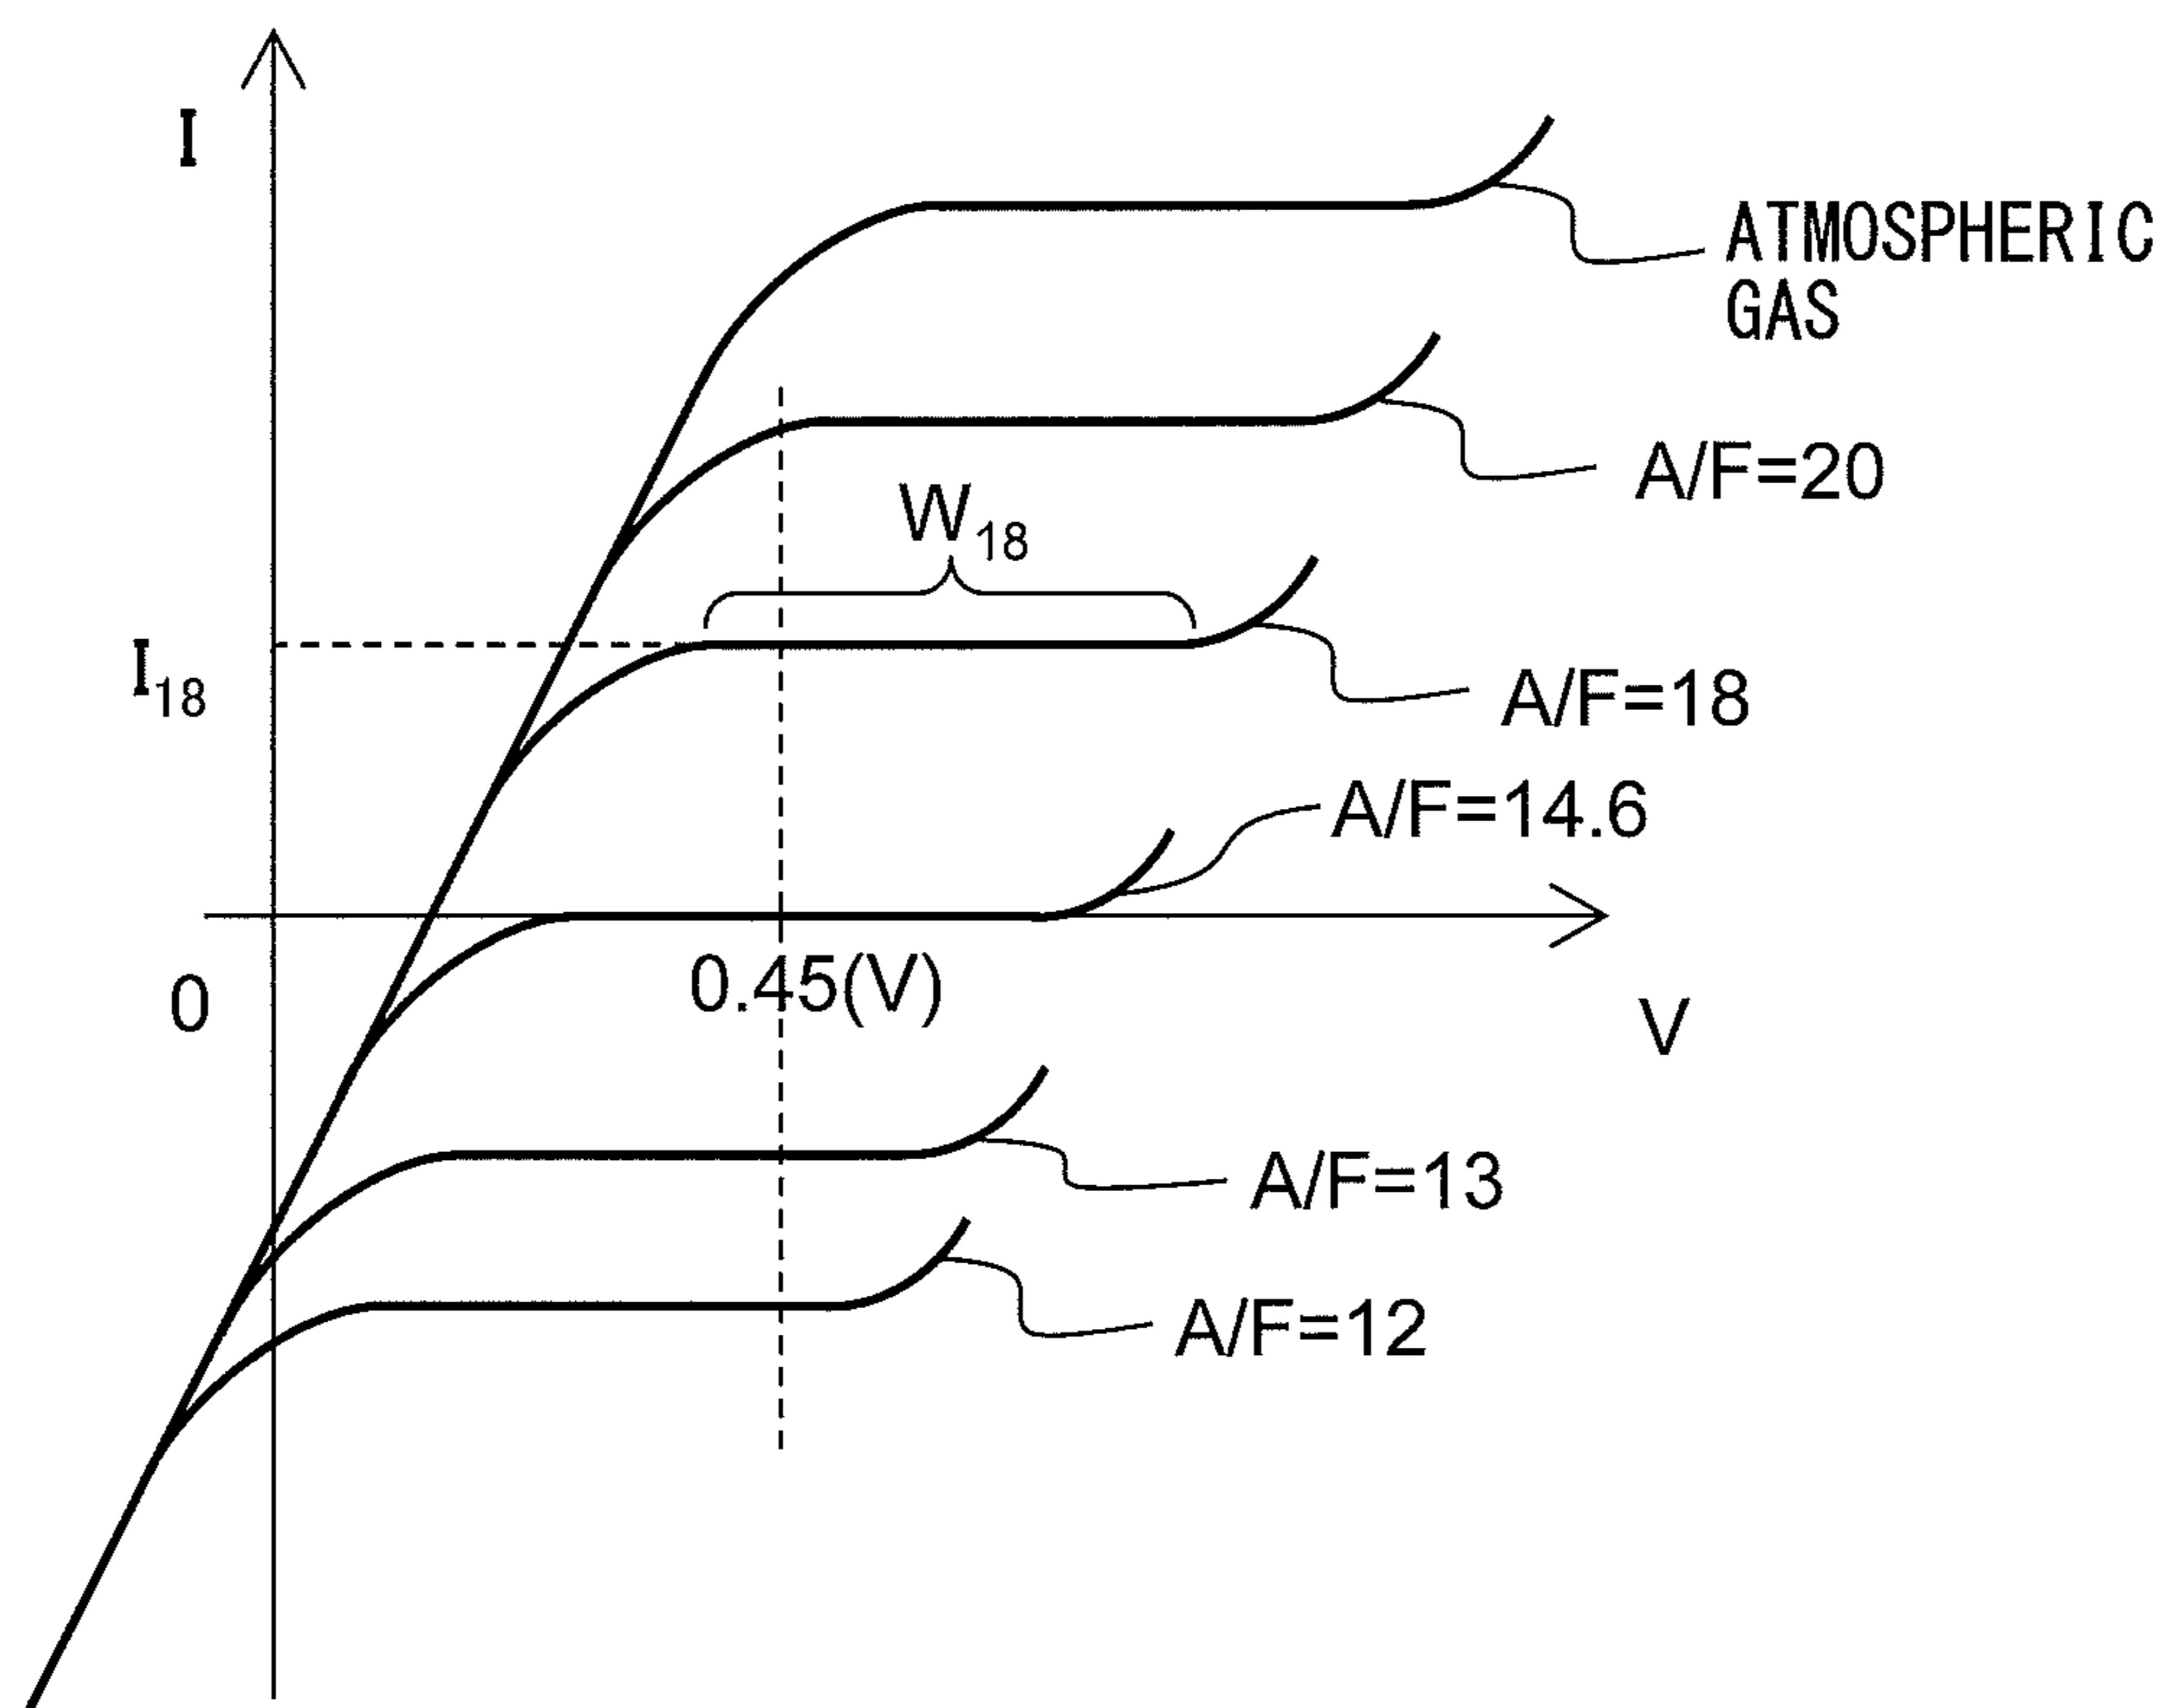 I
ATMOSPHERIC
GAS
A/F=20
W18
I18
A/F=18
A/F=14.6
0
0.45(V)
V
A/F=13
A/F=12